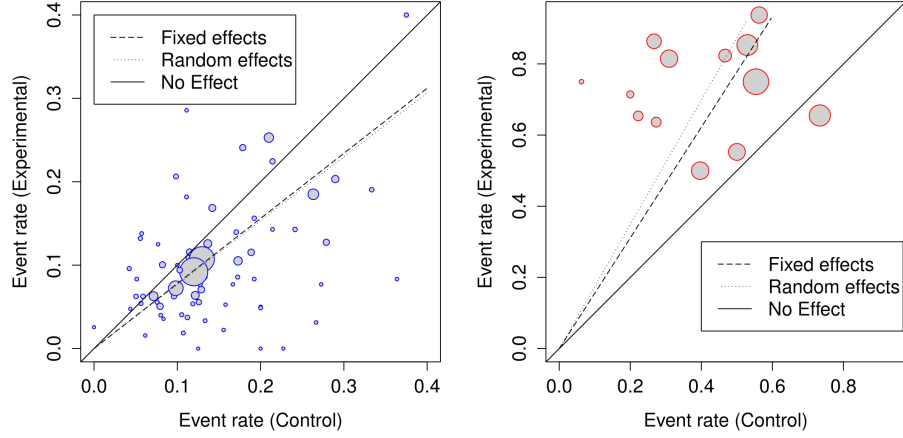 Fixed effects
Random effects
No Effect
0.0
0.1
0.2
0.3
0.4
Event rate (Experimental)
0.0
0.1
0.2
0.3
0.4
Event rate (Control)
0.0
0.2
0.4
0.6
0.8
Event rate (Experimental)
Fixed effects
Random effects
No Effect
0.0
0.2
0.4
0.6
0.8
Event rate (Control)